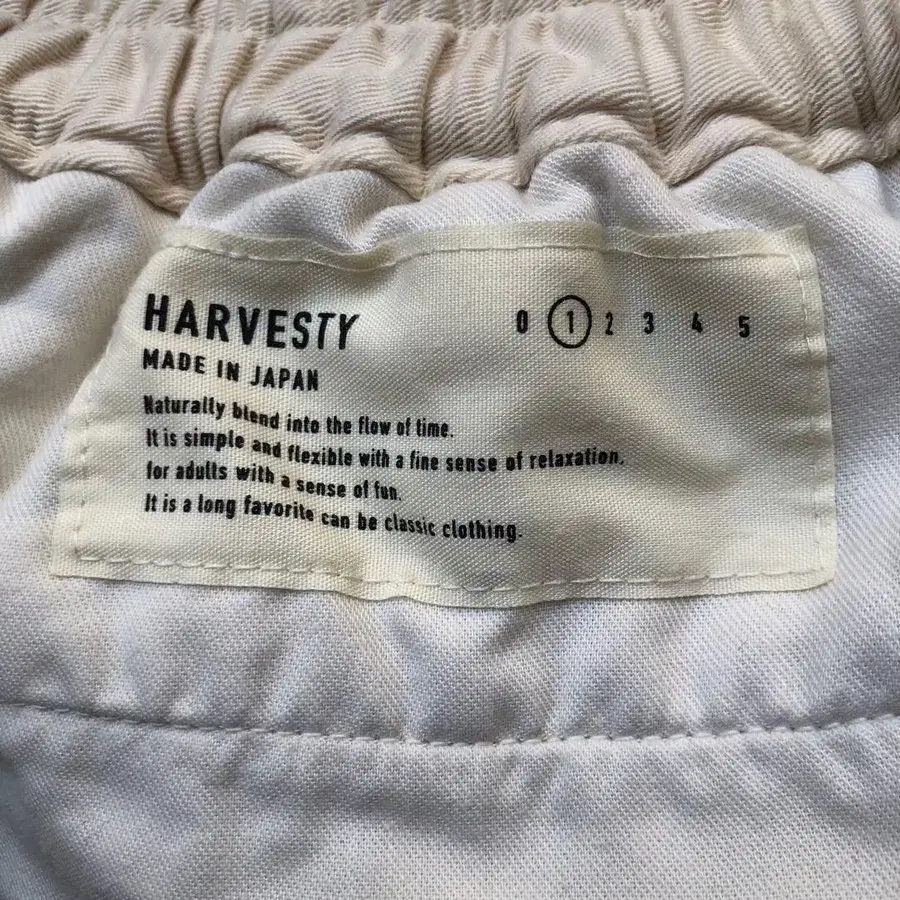 HARVESTY
0 1 2 3 4 5
MADE IN JAPAN
Naturally blend into the flow of time.
It is simple and flexible with a fine sense of relaxation.
for adults with a sense of fun.
It is a long favorite can be classic clothing.